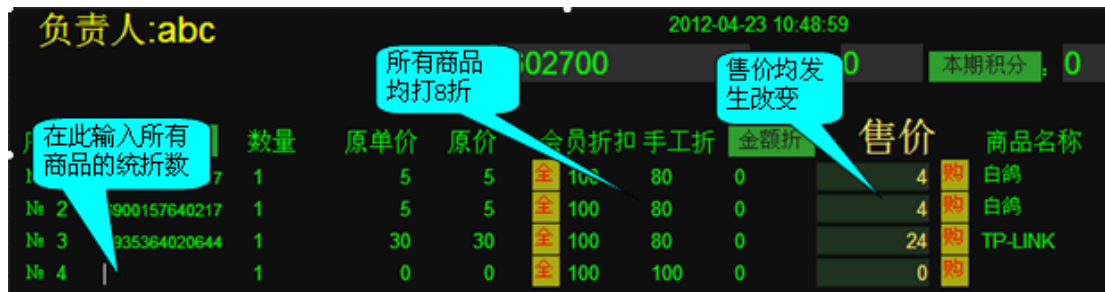 负责人:abc
2012-04-23 10:48:59
02700
0
本期积分 : 0
所有商品
均打8折
售价均发
生改变
在此输入所有
商品的统折数
数量 原单价 原价 会员折扣 手工折 金额折 售价 商品名称
7 1 5 5 全 100 80 0 4 购 白鸽
№ 2 6900157640217 1 5 5 全 100 80 0 4 购 白鸽
№ 3 6935364020644 1 30 30 全 100 80 0 24 购 TP-LINK
№ 4 1 0 0 全 100 100 0 0 购